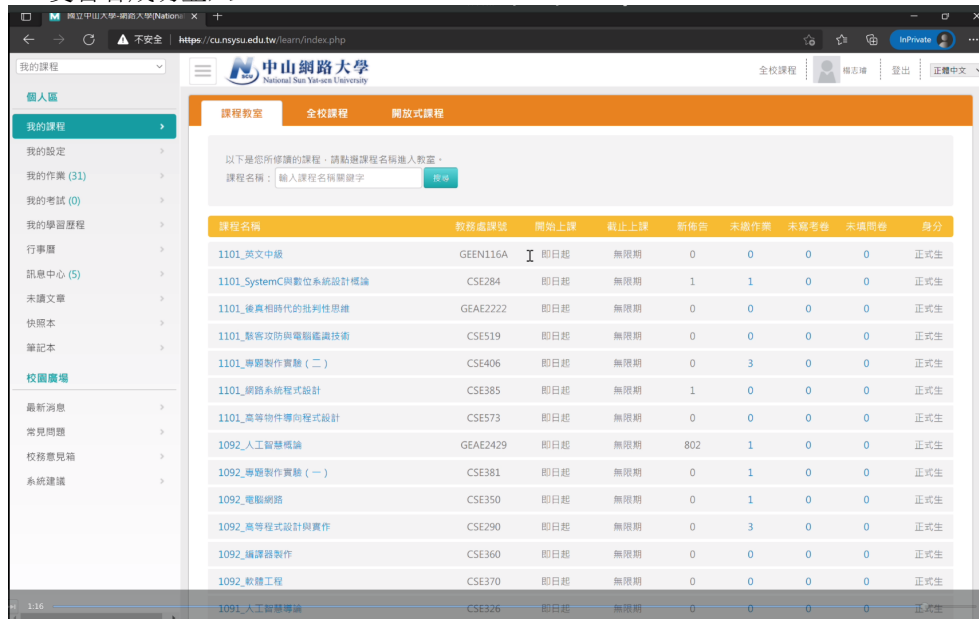 國立中山大學-網路大學(Nation
不安全 https://cu.nsysu.edu.tw/learn/index.php InPrivate
我的課程
中山網路大學
National Sun Yat-sen University
全校課程 登出 正體中文
個人區
我的課程
我的設定
我的作業 (31)
我的考試 (0)
我的學習歷程
行事曆
訊息中心 (5)
未讀文章
快照本
筆記本
校園廣場
最新消息
常見問題
校務意見箱
系統建議
課程教室 全校課程 開放式課程
以下是您所修讀的課程,請點選課程名稱進入教室。
課程名稱: 輸入課程名稱關鍵字 搜尋
課程名稱 教務處課號 開始上課 截止上課 新佈告 未繳作業 未寫考卷 未填問卷 身分
1101_英文中級 GEEN116A 即日起 無限期 0 0 0 0 正式生
1101_SystemC與數位系統設計概論 CSE284 即日起 無限期 1 1 0 0 正式生
1101_後真相時代的批判性思維 GEAE2222 即日起 無限期 0 0 0 0 正式生
1101_駭客攻防與電腦鑑識技術 CSE519 即日起 無限期 0 0 0 0 正式生
1101_專題製作實驗(二) CSE406 即日起 無限期 0 3 0 0 正式生
1101_網路系統程式設計 CSE385 即日起 無限期 1 0 0 0 正式生
1101_高等物件導向程式設計 CSE573 即日起 無限期 0 0 0 0 正式生
1092_人工智慧概論 GEAE2429 即日起 無限期 802 1 0 0 正式生
1092_專題製作實驗(一) CSE381 即日起 無限期 0 1 0 0 正式生
1092_電腦網路 CSE350 即日起 無限期 0 1 0 0 正式生
1092_高等程式設計與實作 CSE290 即日起 無限期 0 3 0 0 正式生
1092_編譯器製作 CSE360 即日起 無限期 0 0 0 0 正式生
1092_軟體工程 CSE370 即日起 無限期 0 0 0 0 正式生
1:16
1091_人工智慧導論 CSE326 即日起 無限期 0 0 0 0 正式生